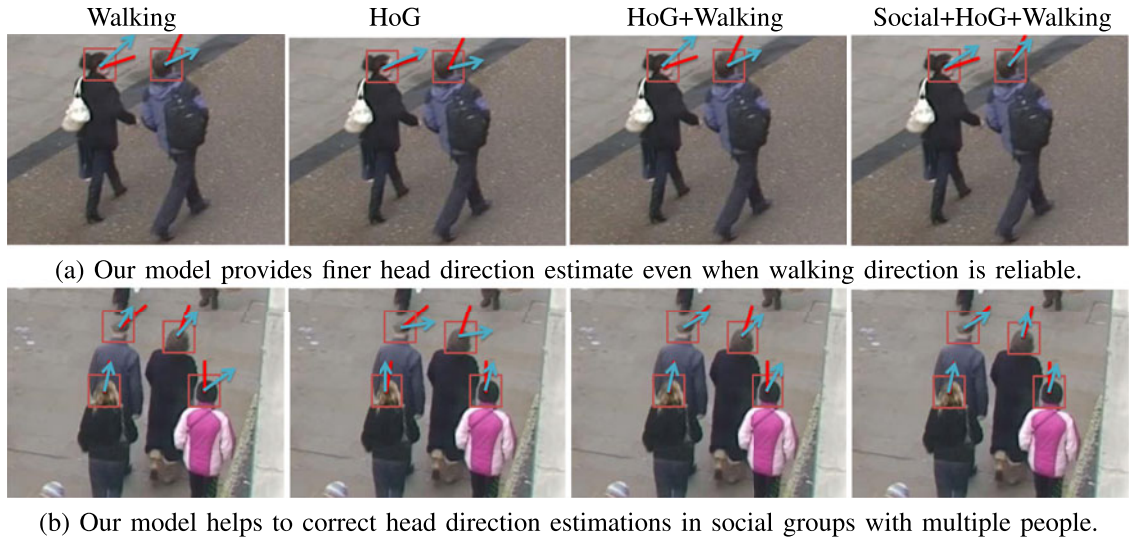 Walking HoG HoG+Walking Social+HoG+Walking
(a) Our model provides finer head direction estimate even when walking direction is reliable.
(b) Our model helps to correct head direction estimations in social groups with multiple people.